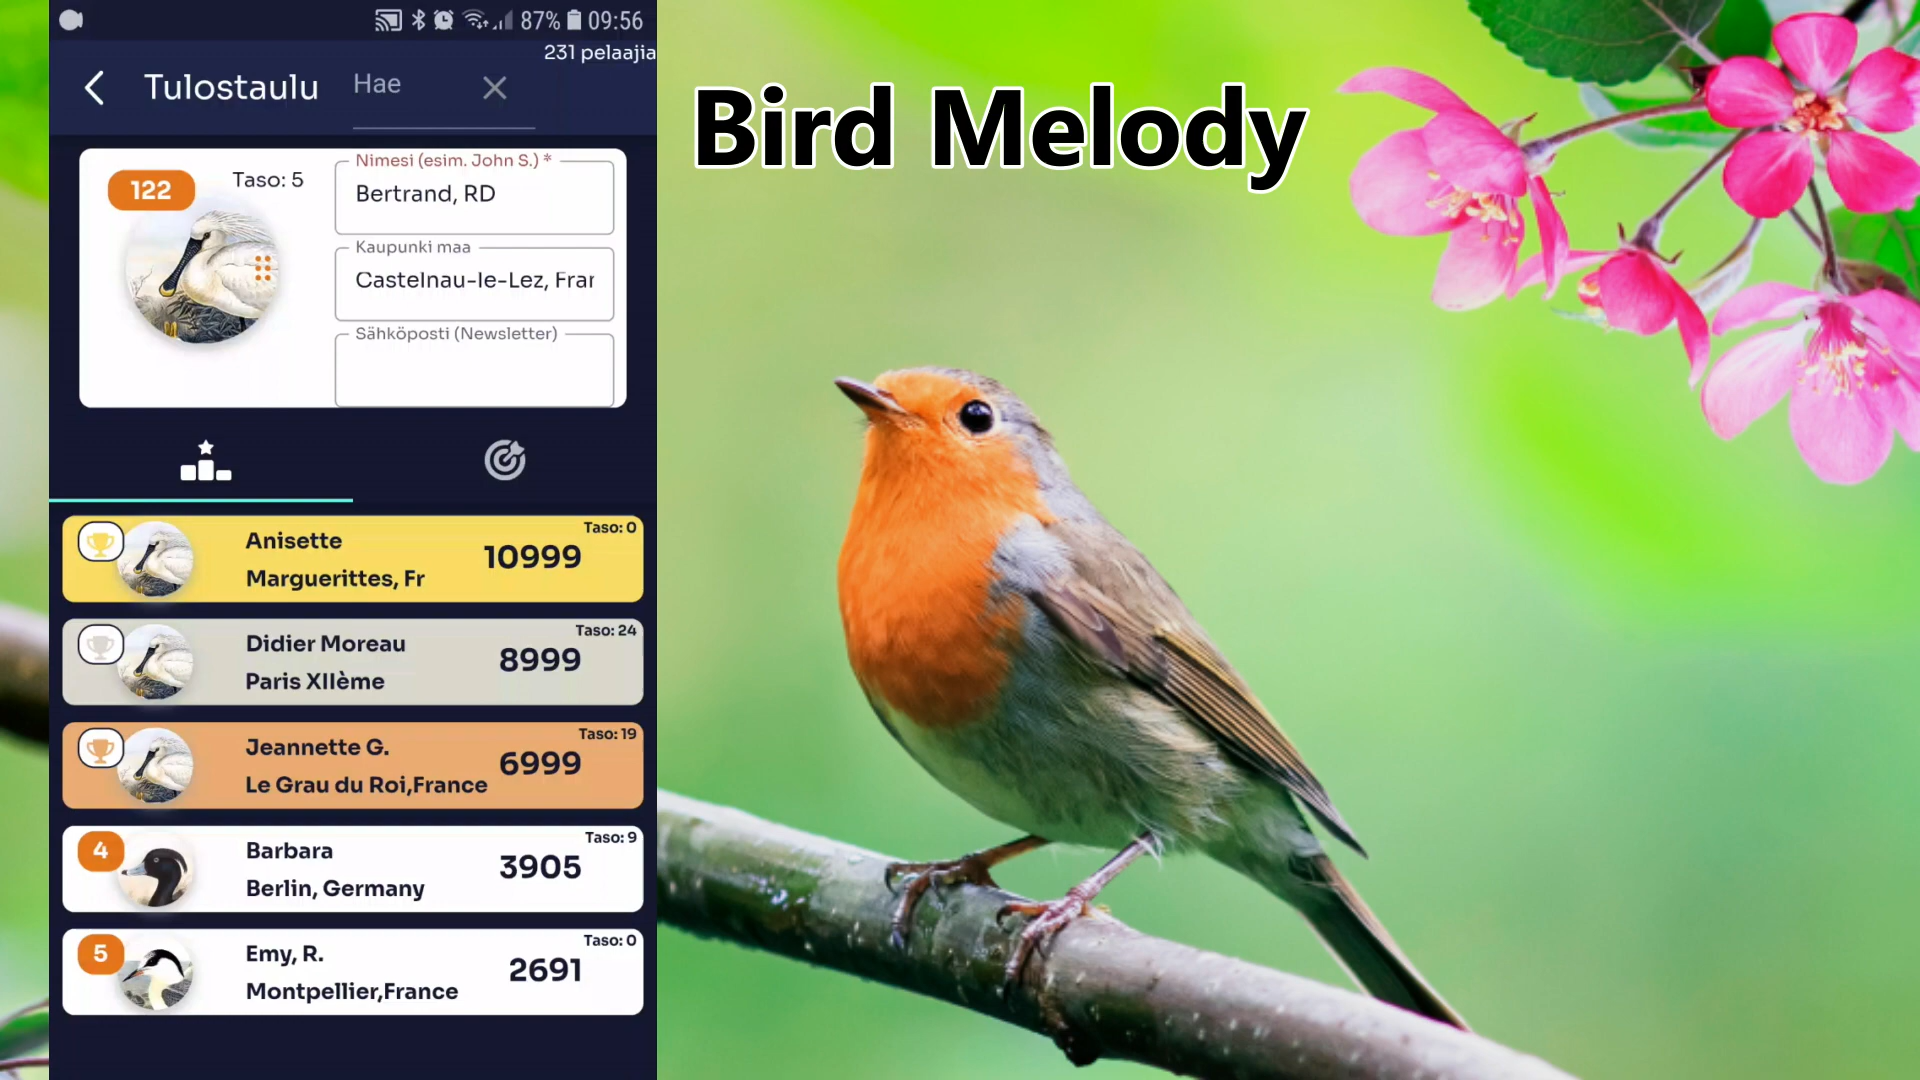 87% 09:56
231 pelaajia
Tulostaulu
Hae
122
Taso: 5
Nimesi (esim. John S.) *
Bertrand, RD
Kaupunki maa
Castelnau-le-Lez, Frar
Sähköposti (Newsletter)
Taso: 0
Anisette
10999
Marguerittes, Fr
Taso: 24
Didier Moreau
8999
Paris XIIème
Taso: 19
Jeannette G.
6999
Le Grau du Roi,France
4
Taso: 9
Barbara
3905
Berlin, Germany
5
Taso: 0
Emy, R.
2691
Montpellier,France
Bird Melody